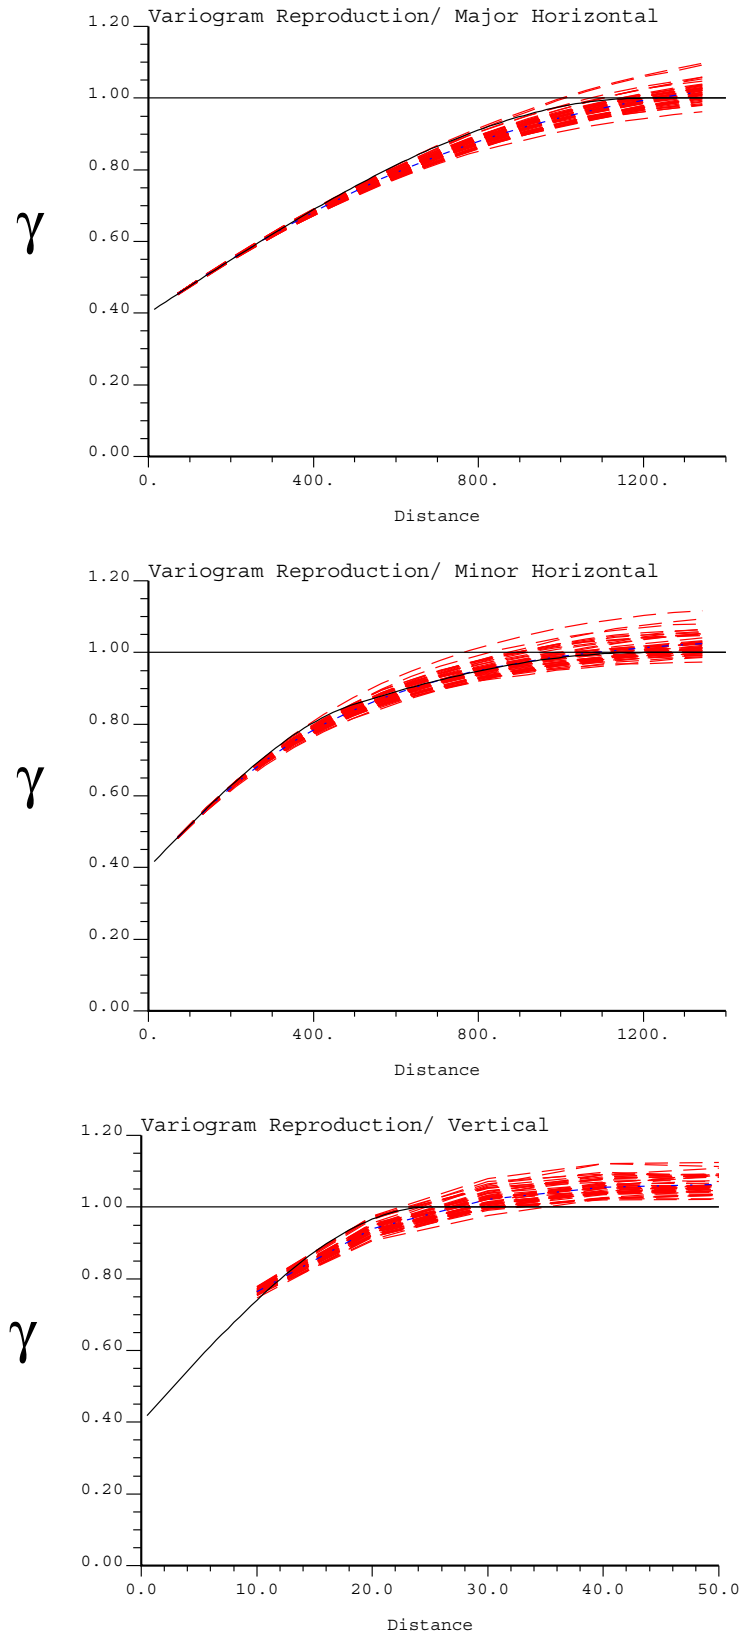 Variogram Reproduction/ Major Horizontal
1.20
1.00
0.80
γ
0.60
0.40
0.20
0.00
0. 400. 800. 1200.
Distance
Variogram Reproduction/ Minor Horizontal
1.20
1.00
0.80
γ
0.60
0.40
0.20
0.00
0. 400. 800. 1200.
Distance
Variogram Reproduction/ Vertical
1.20
1.00
0.80
γ
0.60
0.40
0.20
0.00
0.0 10.0 20.0 30.0 40.0 50.0
Distance